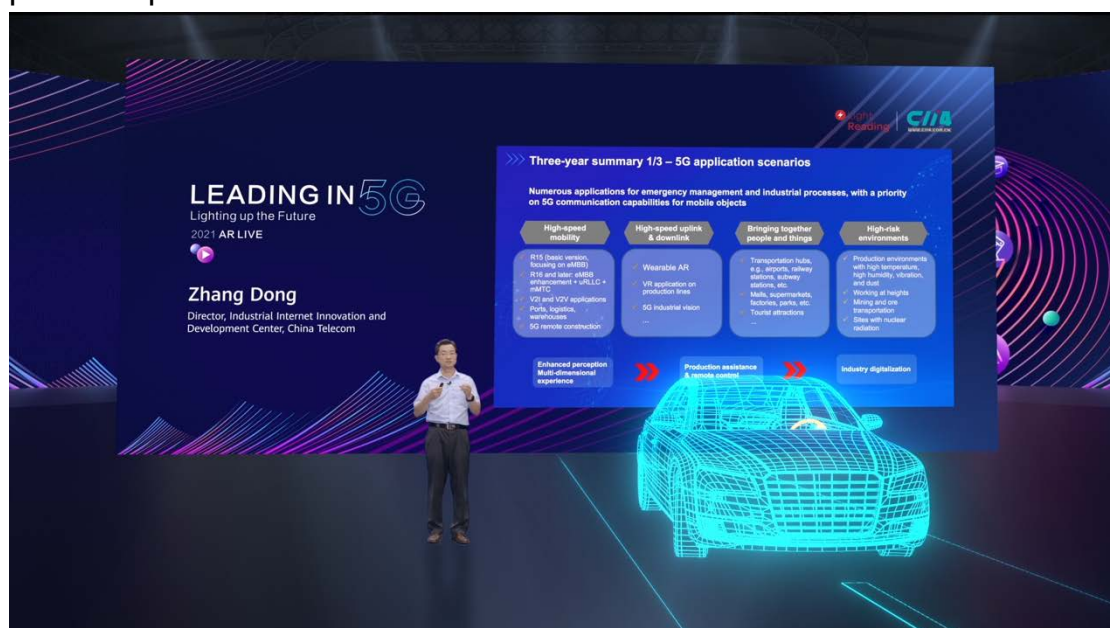 Light
Reading
C114
WWW.C114.COM.CN
LEADING IN 5G
Lighting up the Future
2021 AR LIVE
Zhang Dong
Director, Industrial Internet Innovation and
Development Center, China Telecom
Three-year summary 1/3 – 5G application scenarios
Numerous applications for emergency management and industrial processes, with a priority
on 5G communication capabilities for mobile objects
High-speed
mobility
R15 (basic version,
focusing on eMBB)
R16 and later: eMBB
enhancement + uRLLC +
mMTC
V2I and V2V applications
Ports, logistics,
warehouses
5G remote construction
High-speed uplink
& downlink
Wearable AR
VR application on
production lines
5G industrial vision
...
Bringing together
people and things
Transportation hubs,
e.g., airports, railway
stations, subway
stations, etc.
Malls, supermarkets,
factories, parks, etc.
Tourist attractions
...
High-risk
environments
Production environments
with high temperature,
high humidity, vibration,
and dust
Working at heights
Mining and ore
transportation
Sites with nuclear
radiation
Enhanced perception
Multi-dimensional
experience
Production assistance
& remote control
Industry digitalization